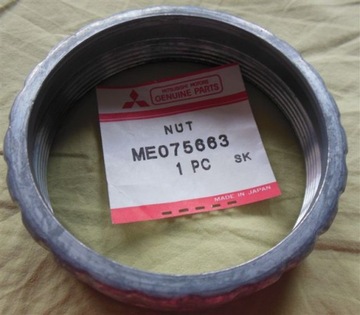 MITSUBISHI MOTORS
GENUINE PARTS
NUT
ME075663
1 PC SK
MADE IN JAPAN